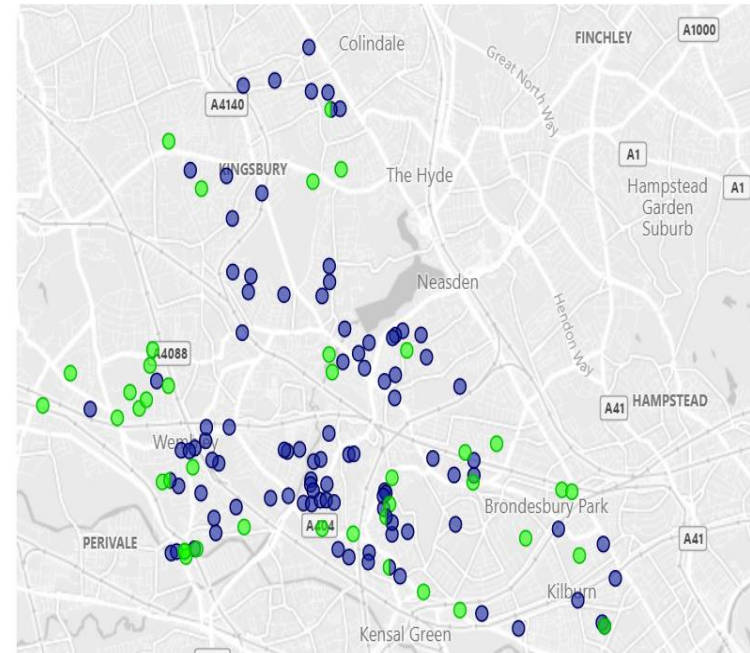 Colindale
FINCHLEY
A1000
Great North Way
A4140
A1
KINGSBURY
The Hyde
A1
Hampstead
Garden
Suburb
Neasden
Hendon Way
A4088
A41
HAMPSTEAD
Wembley
Brondesbury Park
A404
PERIVALE
A41
Kilburn
Kensal Green